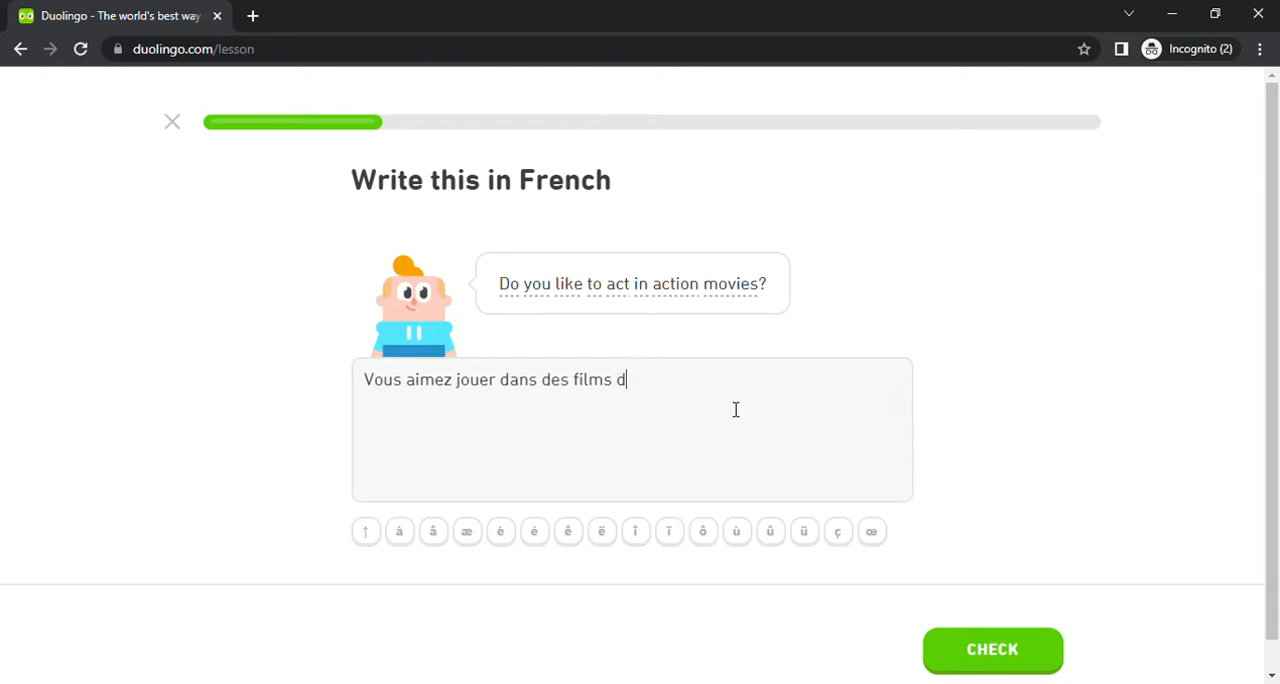 Duolingo - The world's best way
duolingo.com/lesson
Incognito (2)
Write this in French
Do you like to act in action movies?
Vous aimez jouer dans des films d
↑ à â æ è é ê ë î ï ô ù û ü ç œ
CHECK